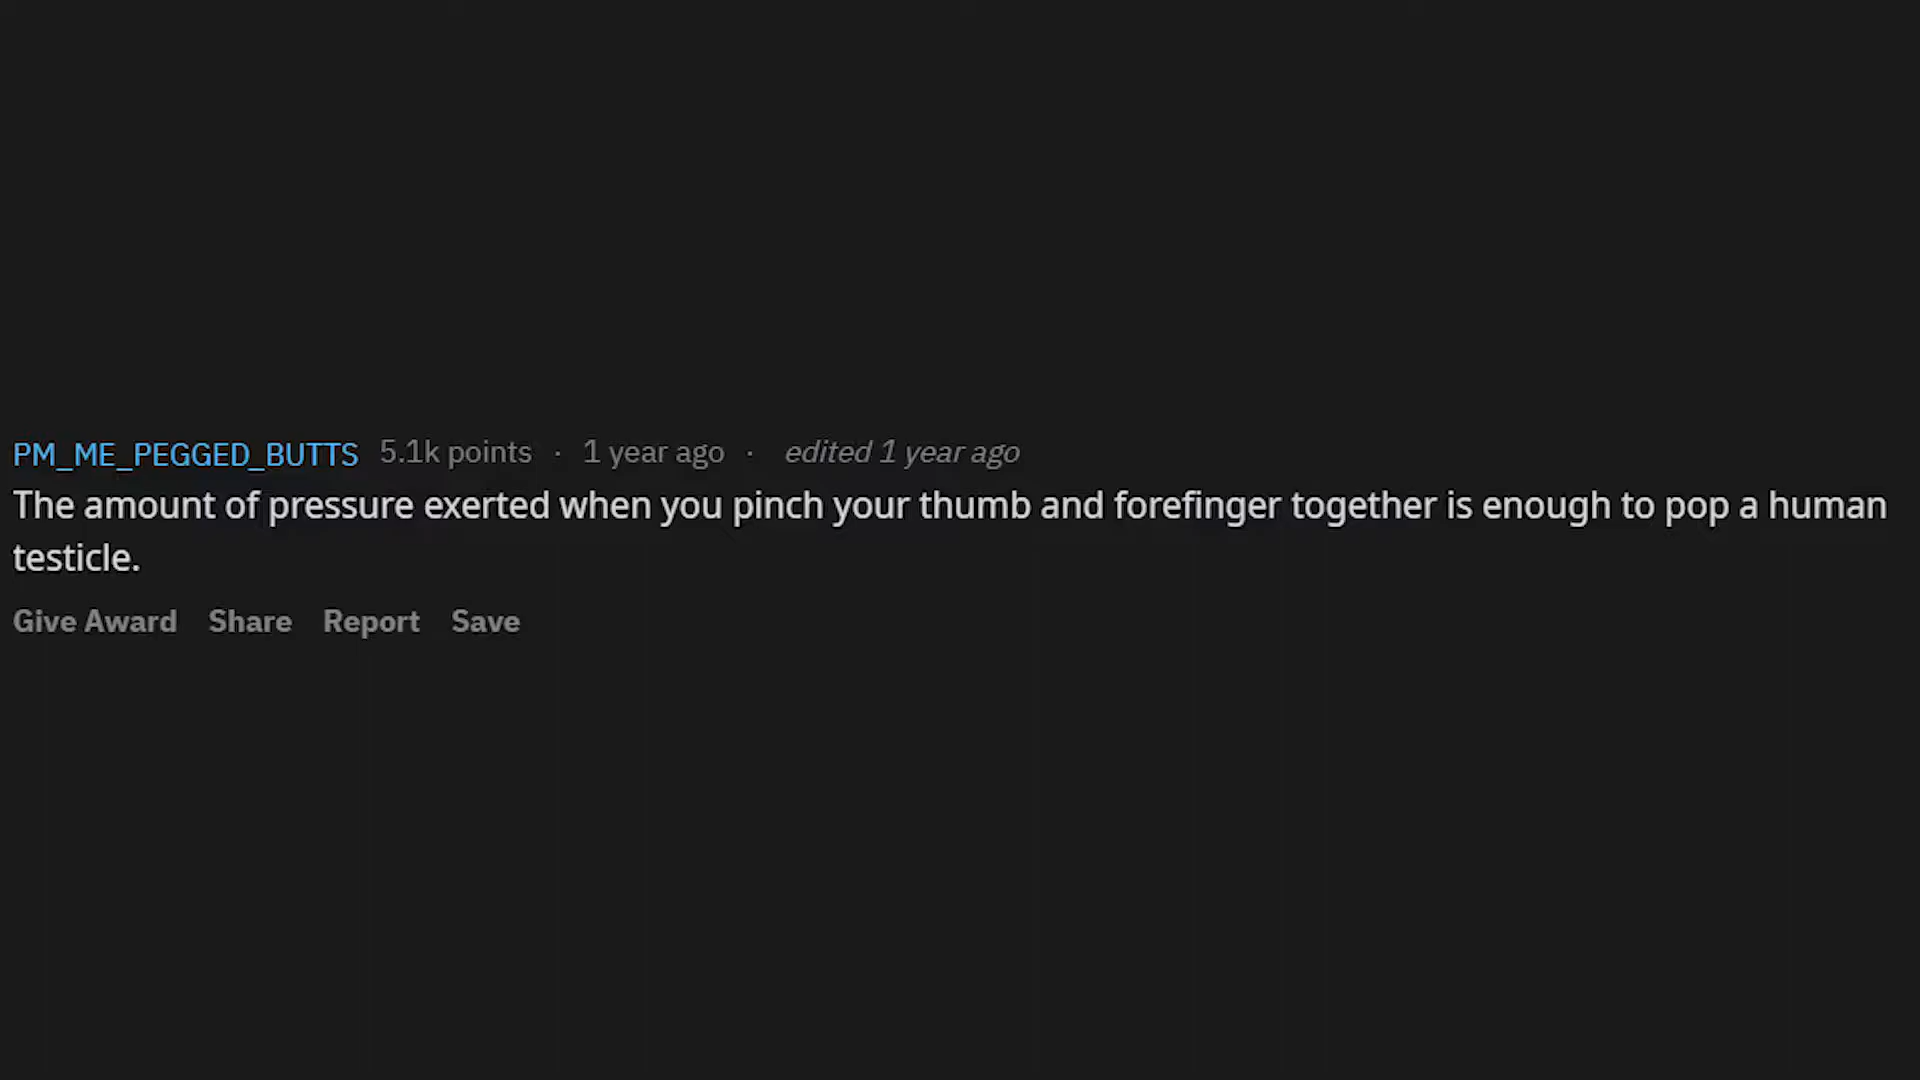 PM_ME_PEGGED_BUTTS 5.1k points · 1 year ago · edited 1 year ago
The amount of pressure exerted when you pinch your thumb and forefinger together is enough to pop a human
testicle.
Give Award Share Report Save